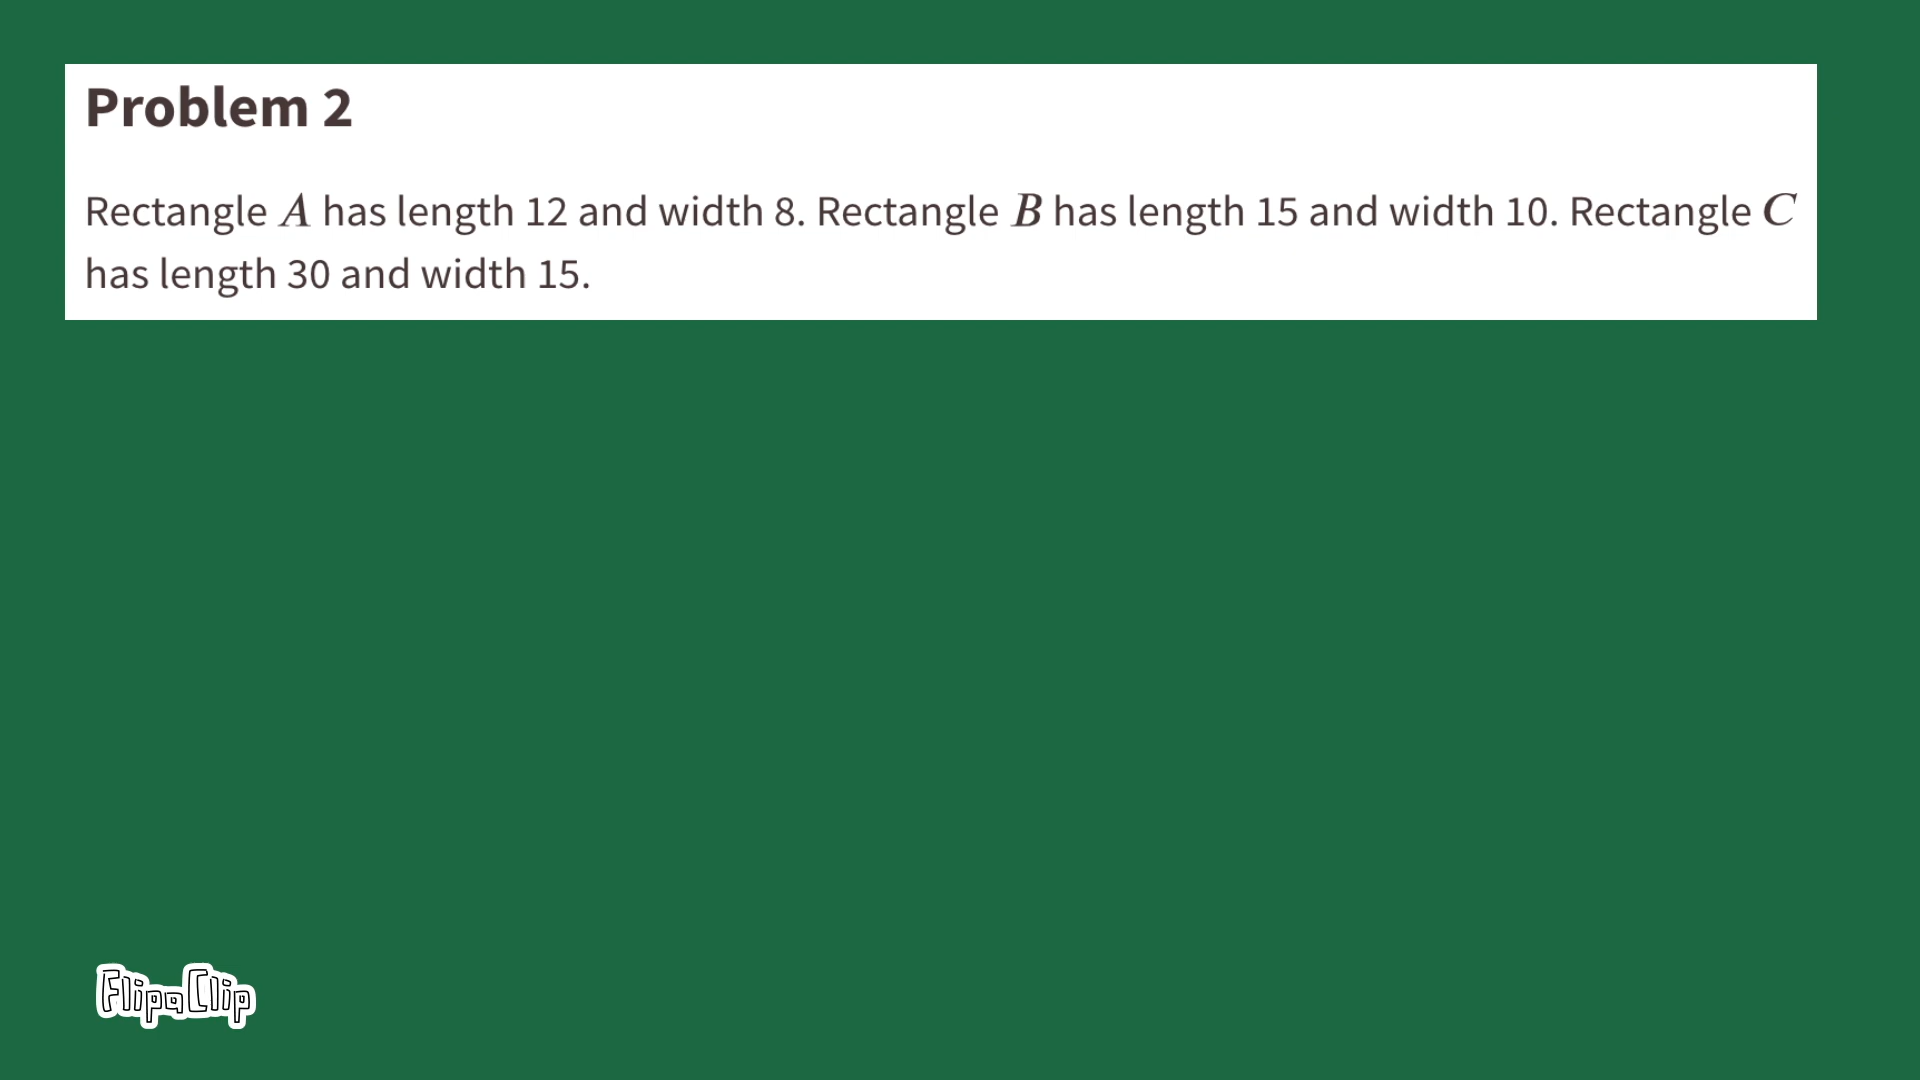 Problem 2
Rectangle A has length 12 and width 8. Rectangle B has length 15 and width 10. Rectangle C
has length 30 and width 15.
FlipaClip